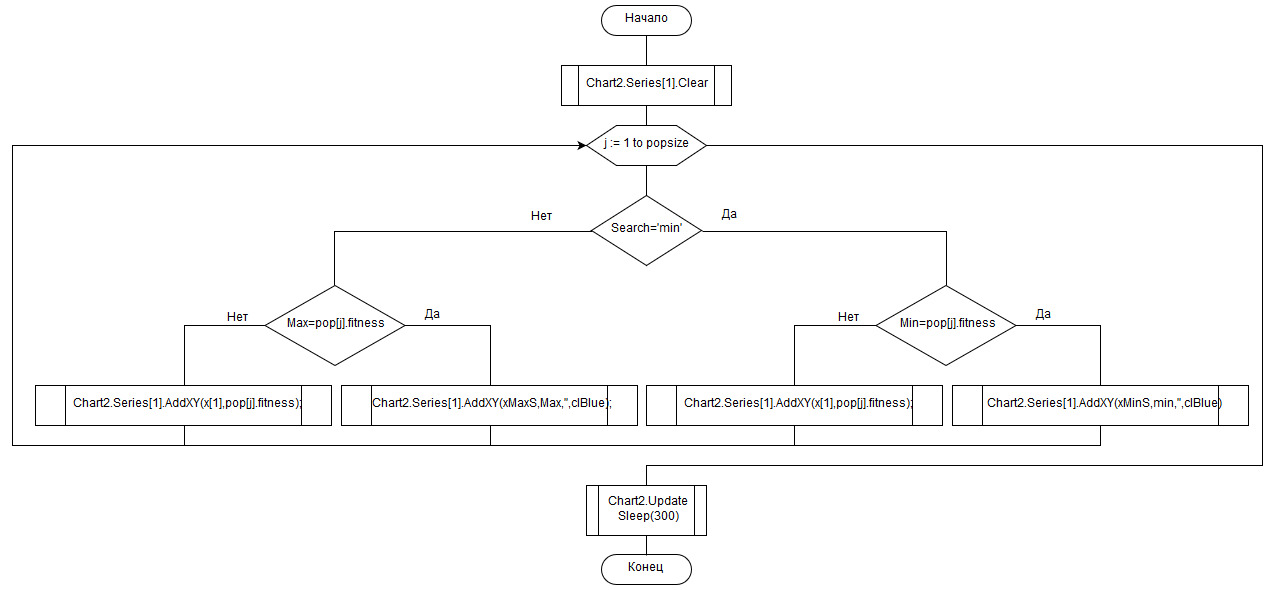 Начало
Chart2.Series[1].Clear
j := 1 to popsize
Нет
Да
Search='min'
Нет
Да
Нет
Да
Max=pop[j].fitness
Min=pop[j].fitness
Chart2.Series[1].AddXY(x[1],pop[j].fitness);
Chart2.Series[1].AddXY(xMaxS,Max,'',clBlue);
Chart2.Series[1].AddXY(x[1],pop[j].fitness);
Chart2.Series[1].AddXY(xMinS,min,'',clBlue)
Chart2.Update
Sleep(300)
Конец